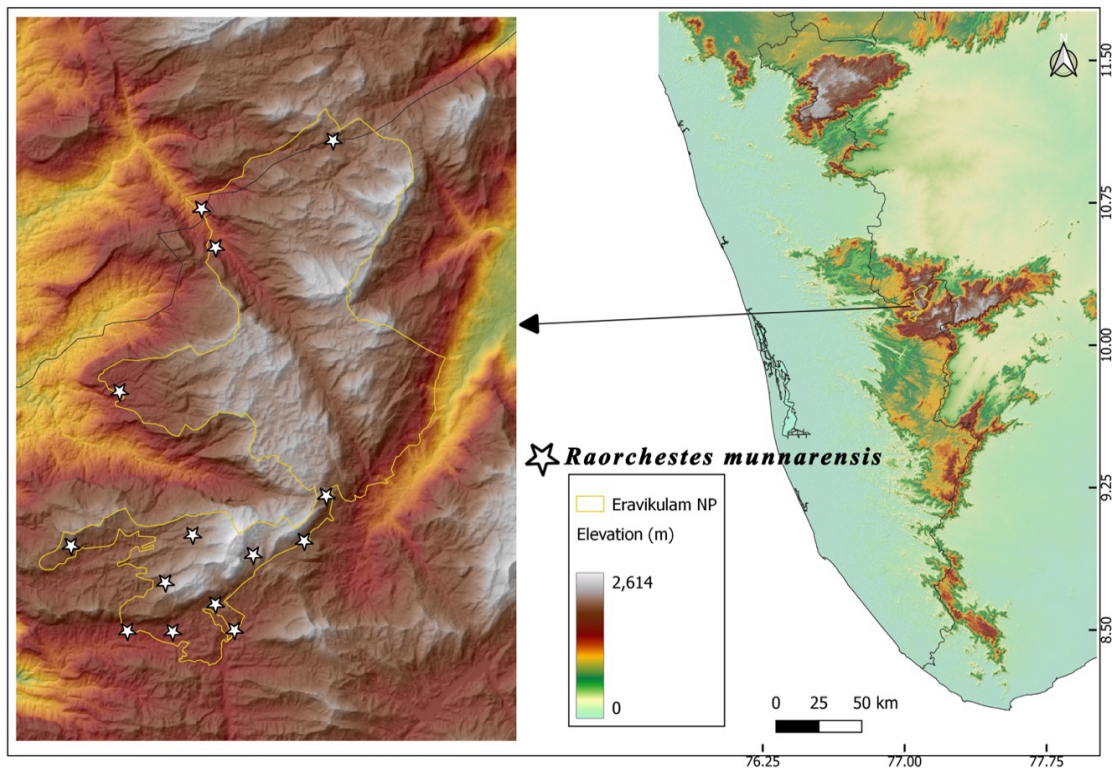 N
11.50
10.75
10.00
9.25
8.50
Raorchestes munnarensis
Eravikulam NP
Elevation (m)
2,614
0
0 25 50 km
76.25 77.00 77.75